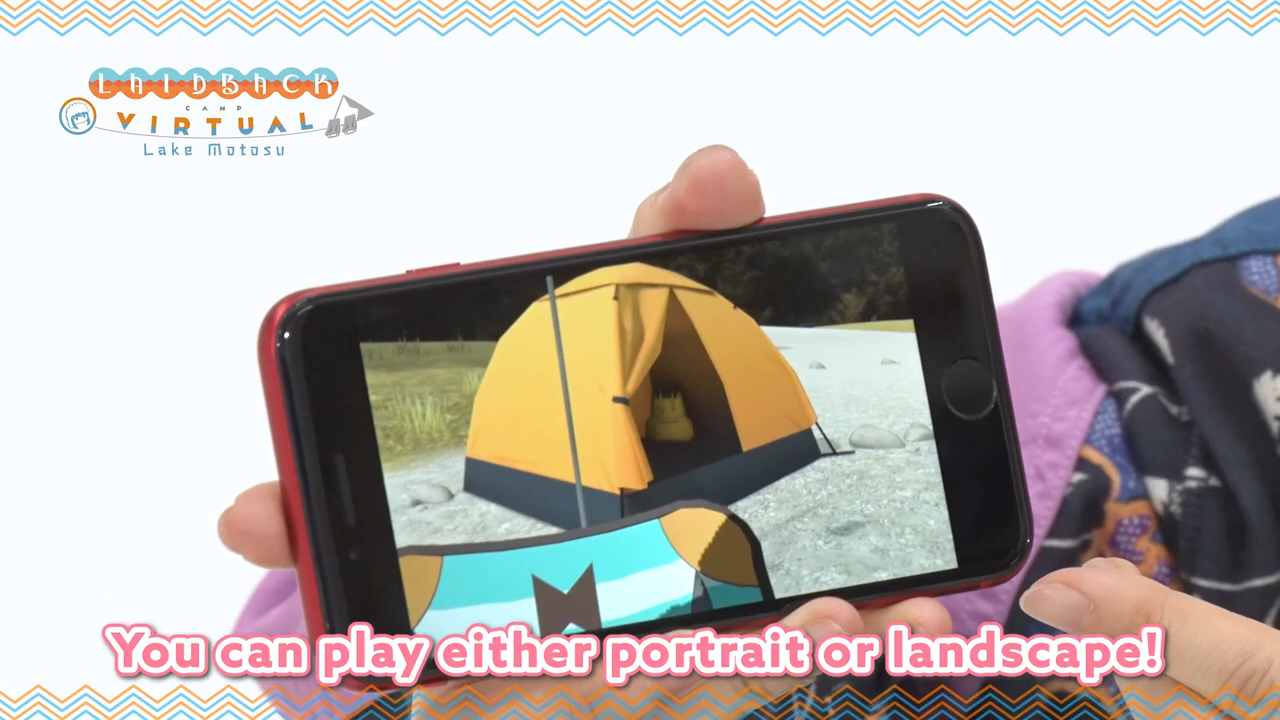 LAIDBACK
CAMP
VIRTUAL
Lake Motosu
You can play either portrait or landscape!